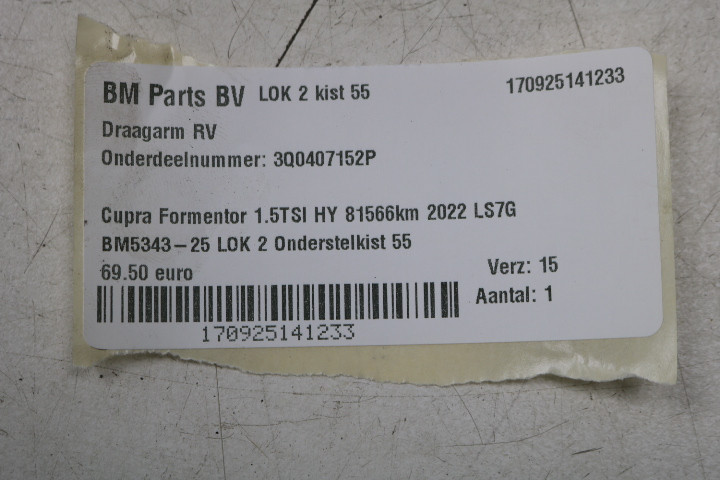 BM Parts BV LOK 2 kist 55 170925141233
Draagarm RV
Onderdeelnummer: 3Q0407152P
Cupra Formentor 1.5TSI HY 81566km 2022 LS7G
BM5343-25 LOK 2 Onderstelkist 55
69.50 euro Verz: 15
Aantal: 1
170925141233